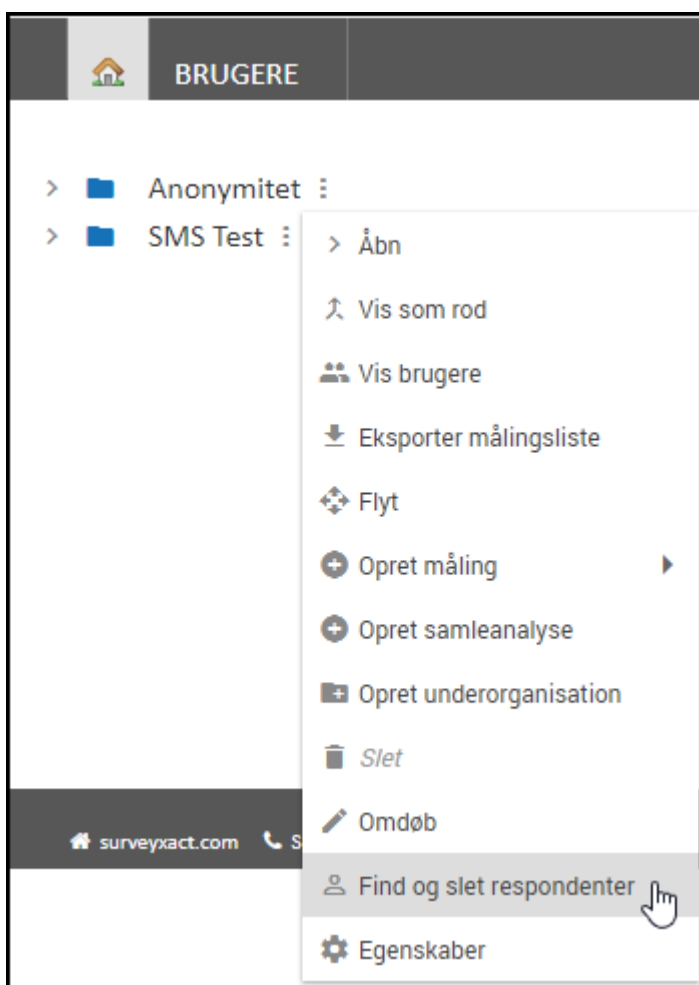 BRUGERE
Anonymitet
SMS Test
Åbn
Vis som rod
Vis brugere
Eksporter målingsliste
Flyt
Opret måling
Opret samleanalyse
Opret underorganisation
Slet
Omdøb
surveyxact.com S
Find og slet respondenter
Egenskaber